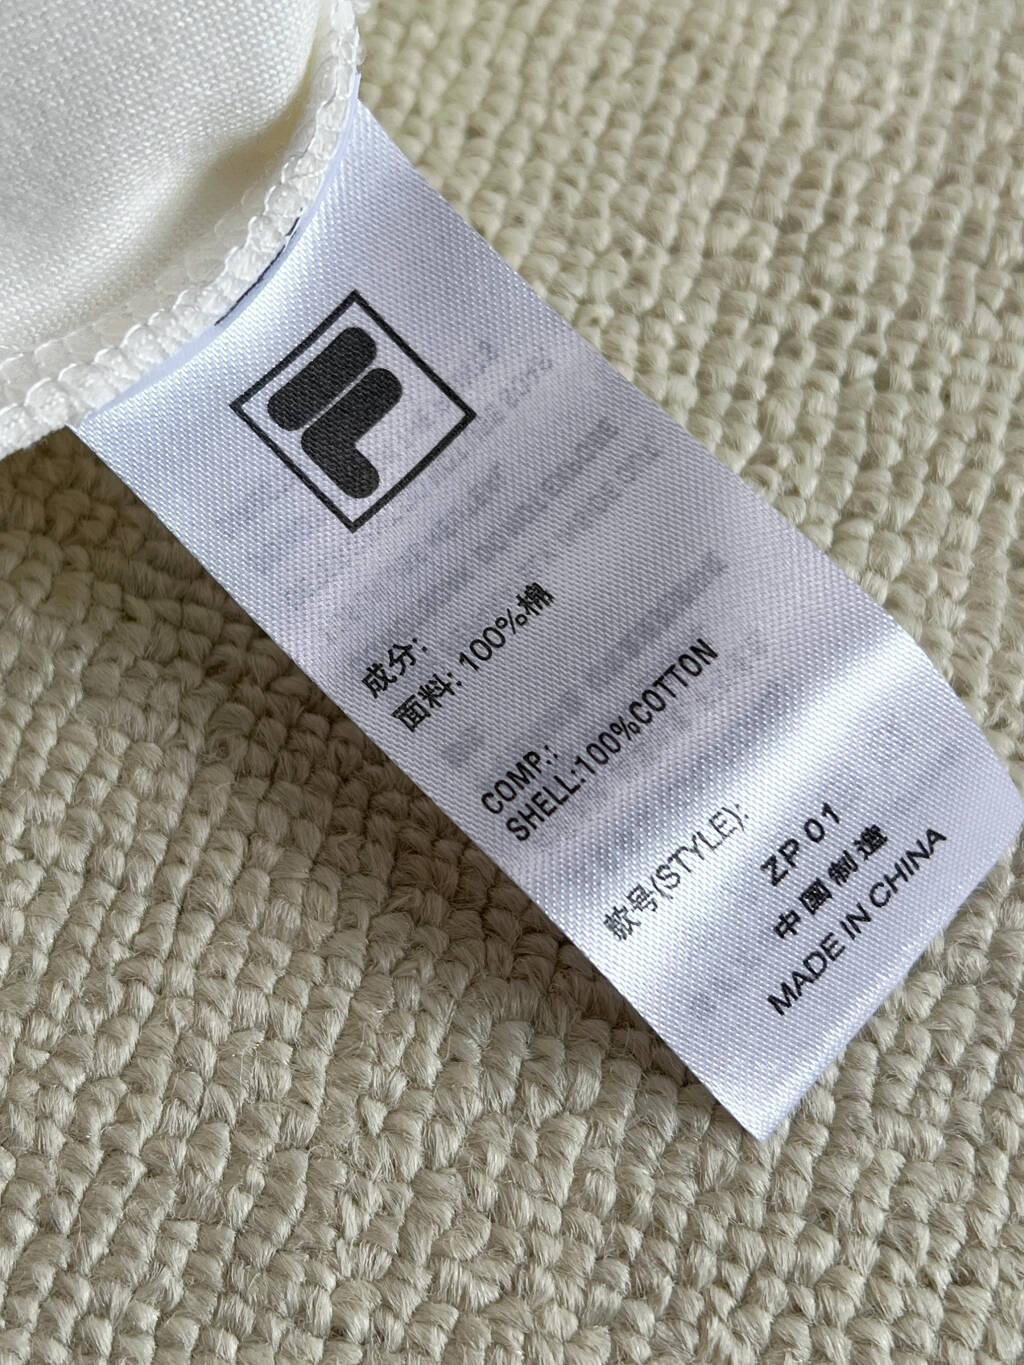 F
成分:
面料: 100%棉
COMP.:
SHELL:100%COTTON
款号(STYLE):
ZP 01
中国制造
MADE IN CHINA